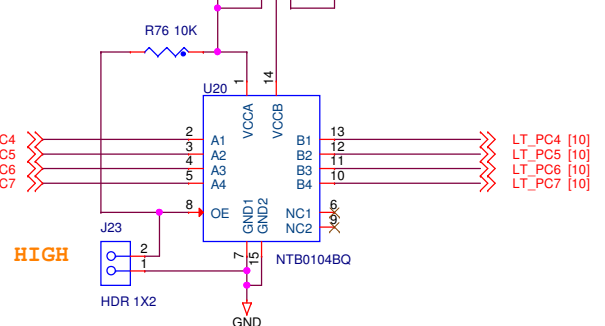 R76 10K
U20
1
14
VCCA
VCCB
C4
2
A1
B1
13
LT_PC4 [10]
C5
3
A2
B2
12
LT_PC5 [10]
C6
4
A3
B3
11
LT_PC6 [10]
C7
5
A4
B4
10
LT_PC7 [10]
8
OE
GND1
GND2
NC1
6
NC2
9
J23
HIGH
2
1
7
15
NTB0104BQ
HDR 1X2
GND